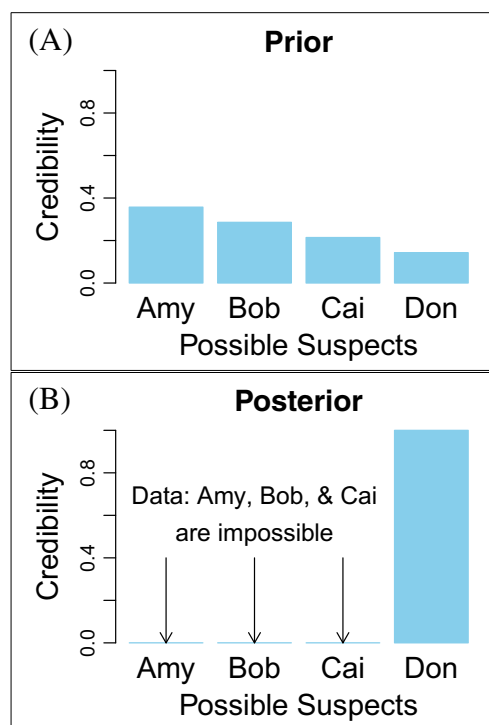 (A)
Prior
Credibility
0.0
0.4
0.8
Amy Bob Cai Don
Possible Suspects
(B)
Posterior
Credibility
0.0
0.4
0.8
Data: Amy, Bob, & Cai
are impossible
Amy Bob Cai Don
Possible Suspects